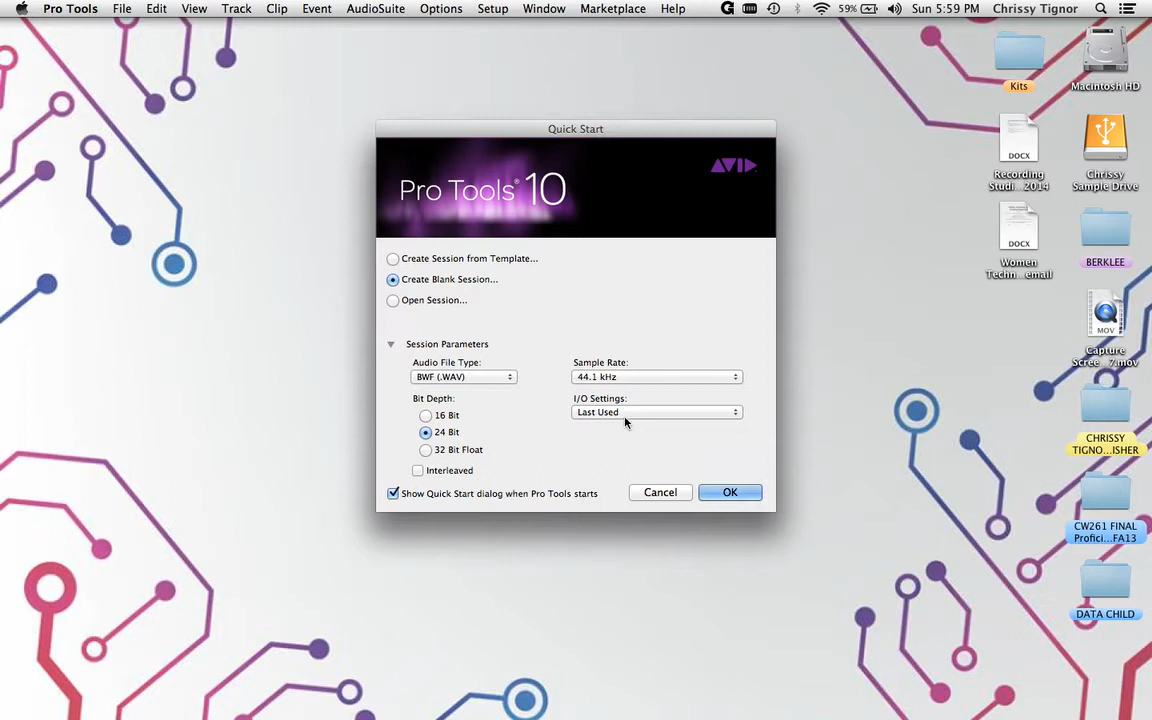 Pro Tools File Edit View Track Clip Event AudioSuite Options Setup Window Marketplace Help 59% Sun 5:59 PM Chrissy Tignor
Quick Start
AVID
Pro Tools® 10
Create Session from Template...
Create Blank Session...
Open Session...
Session Parameters
Audio File Type: Sample Rate:
BWF (.WAV) 44.1 kHz
Bit Depth: I/O Settings:
16 Bit Last Used
24 Bit
32 Bit Float
Interleaved
Show Quick Start dialog when Pro Tools starts Cancel OK
Kits
Macintosh HD
DOCX
Recording
Studi...2014
Chrissy
Sample Drive
DOCX
Women
Techn...email
BERKLEE
MOV
Capture
Scree...7.mov
CHRISSY
TIGNO...ISHER
CW261 FINAL
Profici...FA13
DATA CHILD